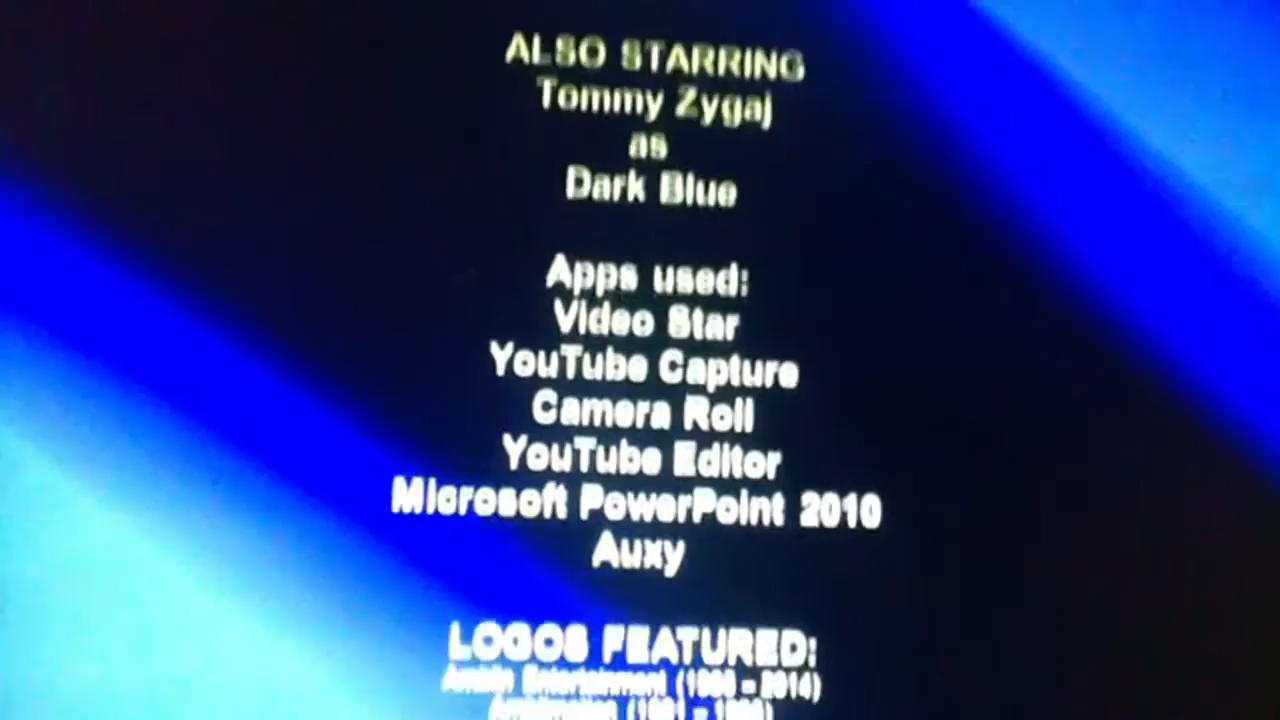 ALSO STARRING
Tommy Zygaj
as
Dark Blue
Apps used:
Video Star
YouTube Capture
Camera Roll
YouTube Editor
Microsoft PowerPoint 2010
Auxy
LOGOS FEATURED:
Entertainment